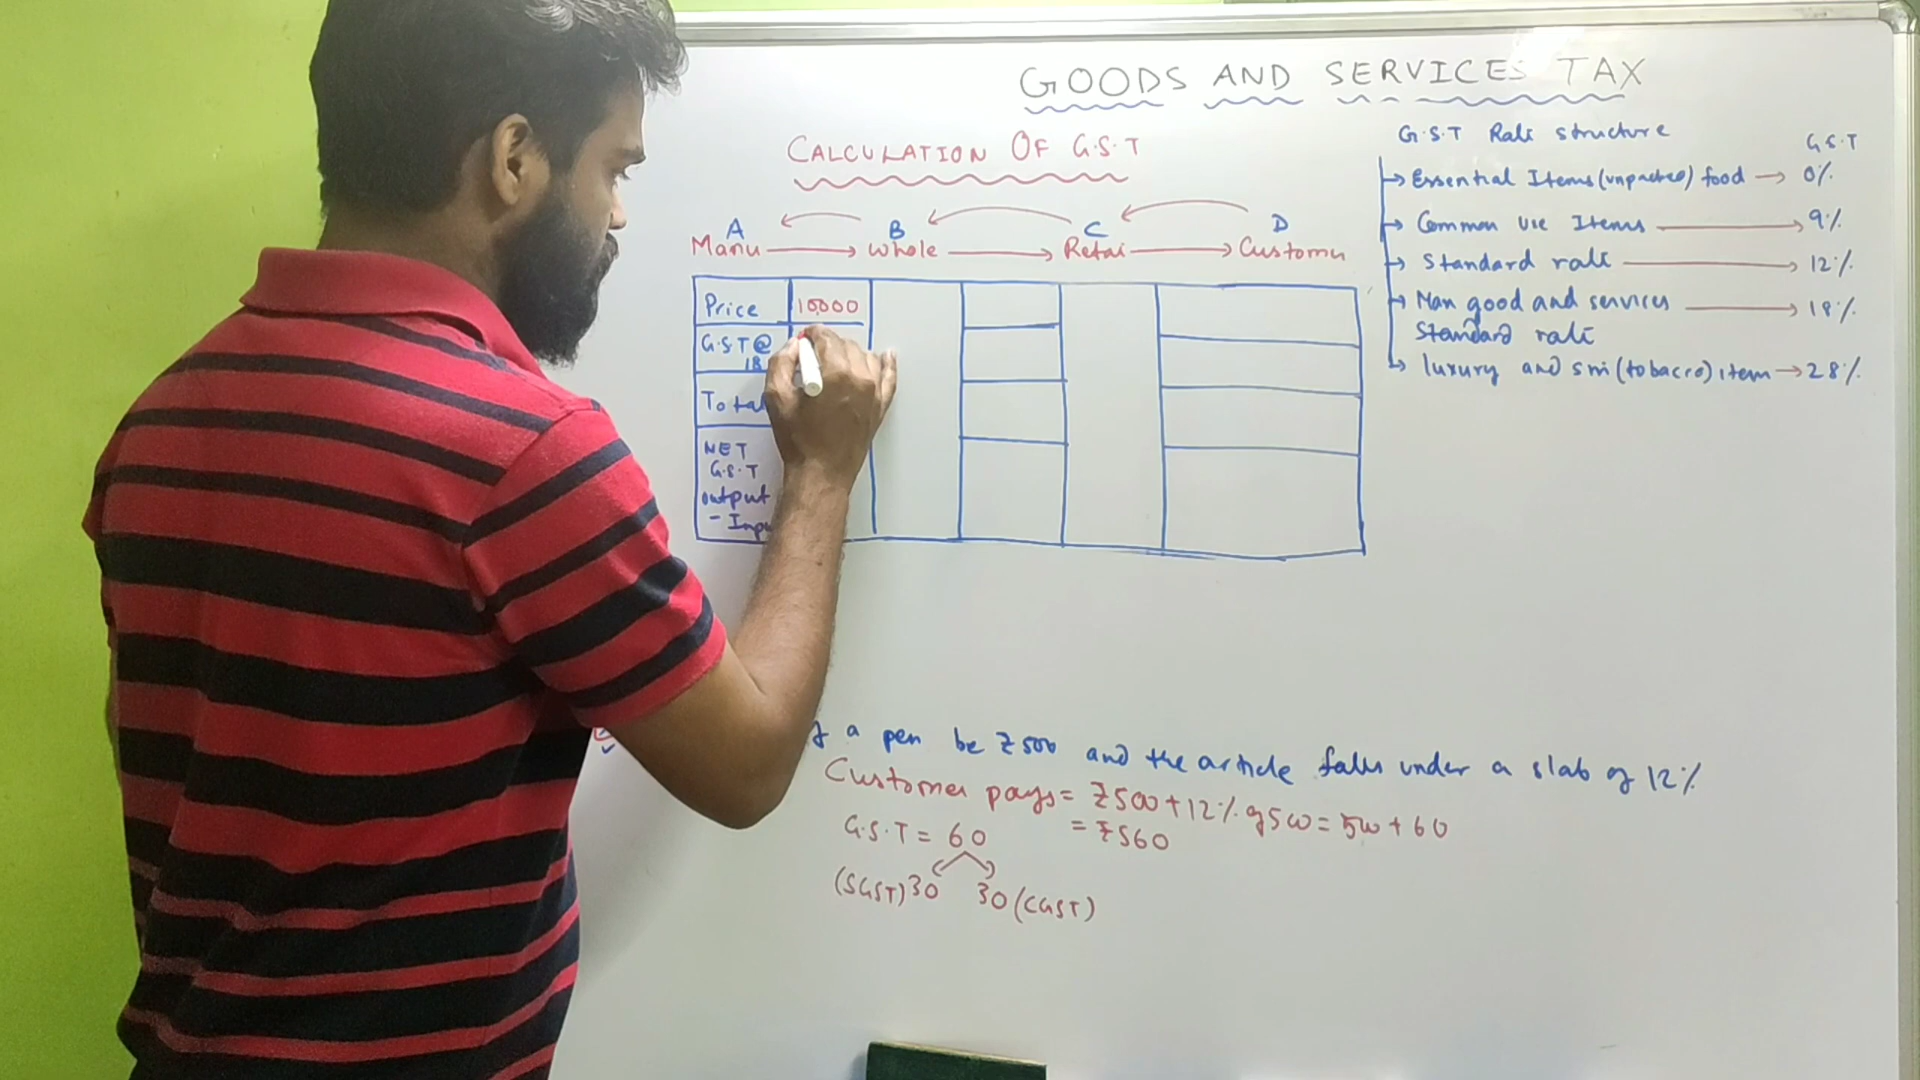 GOODS AND SERVICES TAX
CALCULATION OF G.S.T
A B C D
Manu whole Retai Customer
Price 10,000
G.S.T@
18
Total
NET
G.S.T
output
- Inpu
G.S.T Rate structure
G.S.T
Essential Items (unpacked) food → 0%
Common use Items → 9%
Standard rate → 12%
Man good and services → 18%
Standard rate
luxury and sin (tobacco) item → 28%
f a pen be ₹500 and the article falls under a slab of 12%
Customer pays = ₹500+12% of 500 = 500 + 60
= ₹560
G.S.T = 60
(SGST) 30 30 (CGST)